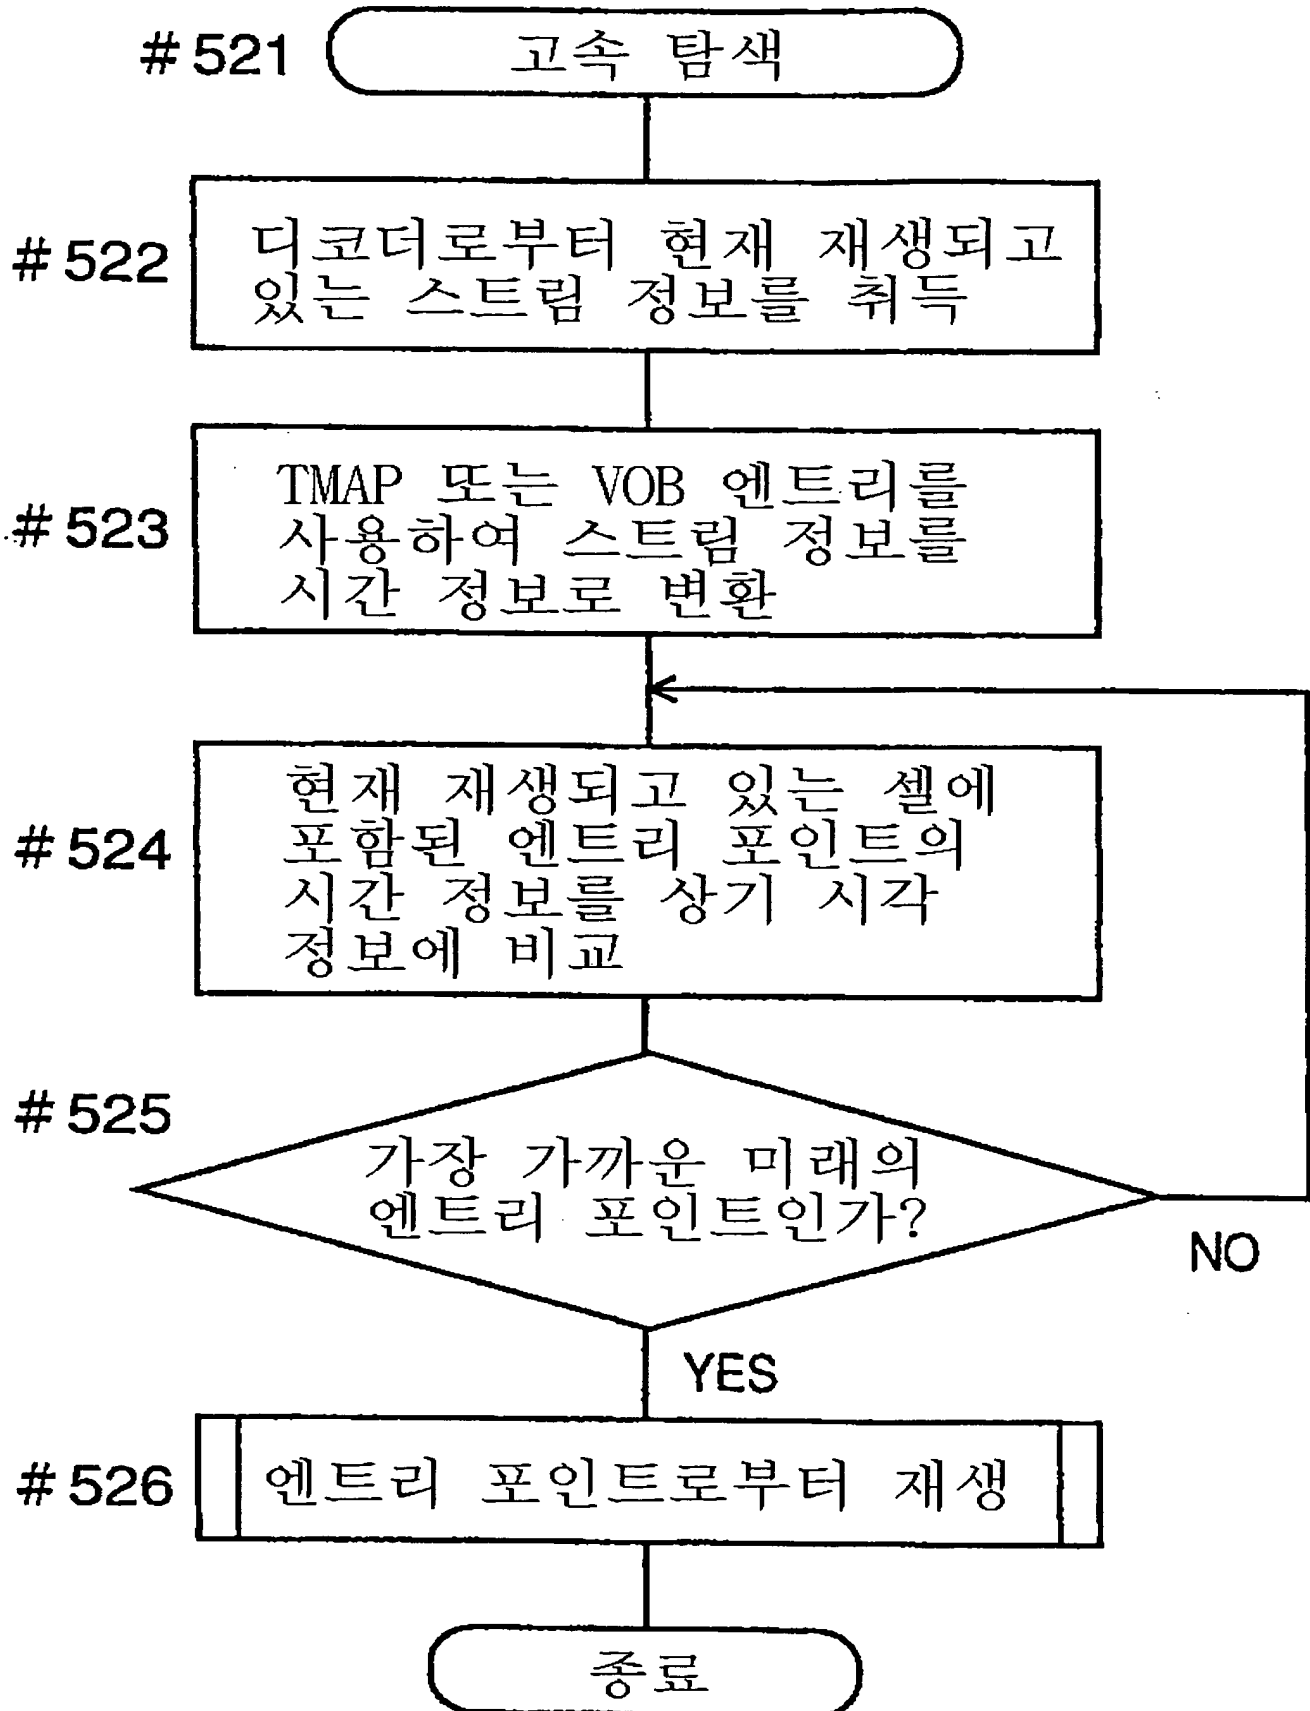 #521 고속 탐색
#522
디코더로부터 현재 재생되고
있는 스트림 정보를 취득
#523
TMAP 또는 VOB 엔트리를
사용하여 스트림 정보를
시간 정보로 변환
#524
현재 재생되고 있는 셀에
포함된 엔트리 포인트의
시간 정보를 상기 시각
정보에 비교
#525
가장 가까운 미래의
엔트리 포인트인가?
NO
YES
#526 엔트리 포인트로부터 재생
종료